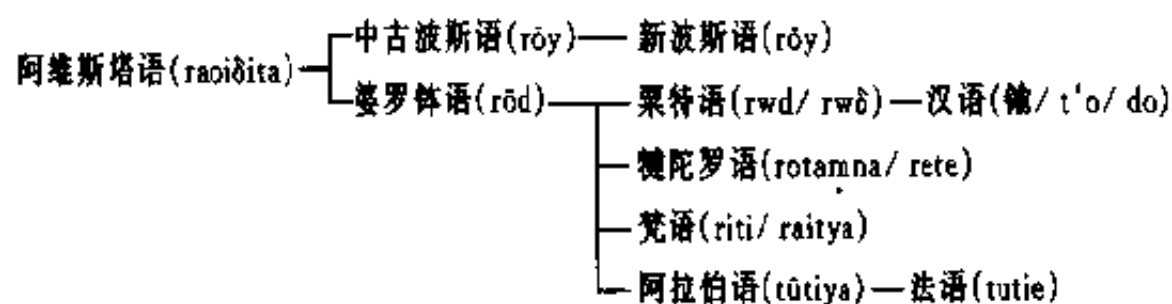 中古波斯语(rōy) 新波斯语(rōy)
阿维斯塔语(raoiδita)
婆罗钵语(rōd) 粟特语(rwd/ rwδ) 汉语(鍮/ t'o/ do)
犍陀罗语(rotaṃna/ rete)
梵语(riti/ raitya)
阿拉伯语(tūtiya) 法语(tutie)